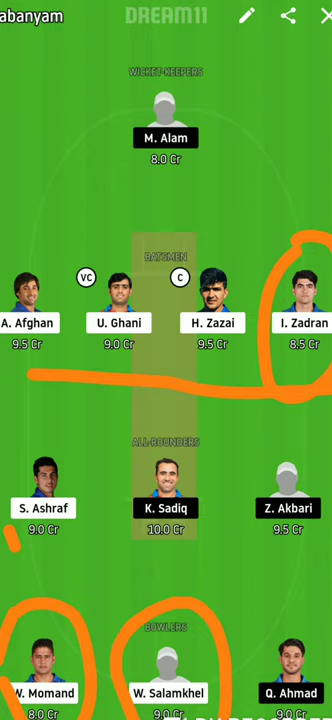 abanyam DREAM11
WICKET-KEEPERS
M. Alam
8.0 Cr
BATSMEN
VC C
A. Afghan U. Ghani H. Zazai I. Zadran
9.5 Cr 9.0 Cr 9.5 Cr 8.5 Cr
ALL-ROUNDERS
S. Ashraf K. Sadiq Z. Akbari
9.0 Cr 10.0 Cr 9.5 Cr
BOWLERS
W. Momand W. Salamkhel Q. Ahmad
8.0 Cr 9.0 Cr 9.0 Cr